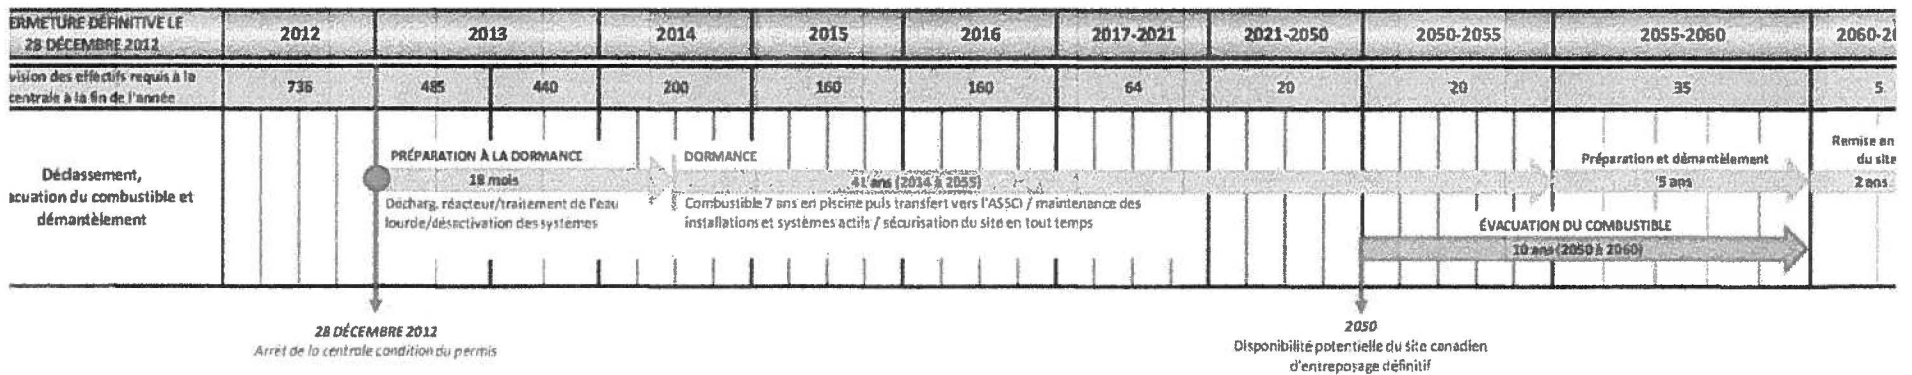 ERMETURE DÉFINITIVE LE
28 DÉCEMBRE 2012
2012 2013 2014 2015 2016 2017-2021 2021-2050 2050-2055 2055-2060 2060-20
vision des effectifs requis à la
centrale à la fin de l'année
736 485 440 200 160 160 64 20 20 35 5
Déclassement,
acuation du combustible et
démantèlement
PRÉPARATION À LA DORMANCE
18 mois
Décharg. réacteur/traitement de l'eau
lourde/désactivation des systèmes
DORMANCE
41 ans (2014 à 2055)
Combustible 7 ans en piscine puis transfert vers l'ASSCI / maintenance des
installations et systèmes actifs / sécurisation du site en tout temps
Préparation et démantèlement
5 ans
Remise en
du site
2 ans
ÉVACUATION DU COMBUSTIBLE
10 ans (2050 à 2060)
28 DÉCEMBRE 2012
Arrêt de la centrale condition du permis
2050
Disponibilité potentielle du site canadien
d'entreposage définitif